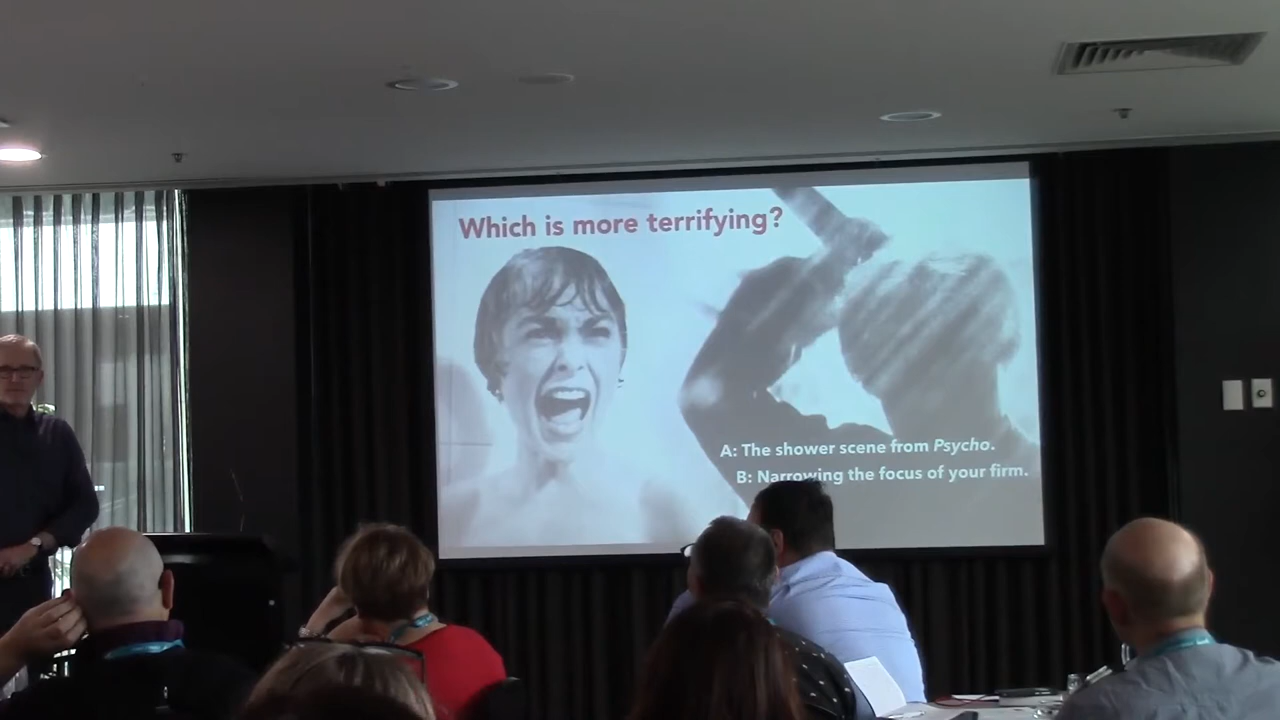 Which is more terrifying?
A: The shower scene from Psycho.
B: Narrowing the focus of your firm.